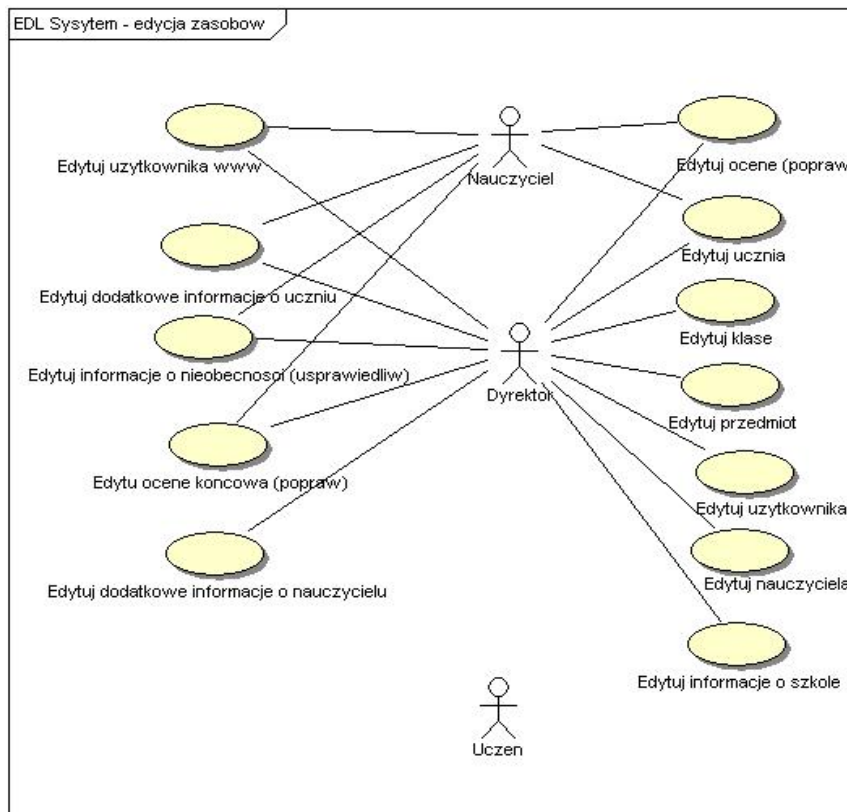 EDL Sysytem - edycja zasobow
Edytuj uzytkownika www
Nauczyciel
Edytuj ocene (popraw
Edytuj dodatkowe informacje o uczniu
Edytuj ucznia
Edytuj informacje o nieobecnosoi (usprawiedliw)
Dyrektor
Edytuj klase
Edytuj przedmiot
Edytu ocene koncowa (popraw)
Edytuj uzytkownika
Edytuj dodatkowe informacje o nauczycielu
Edytuj nauczyciela
Edytuj informacje o szkole
Uczen